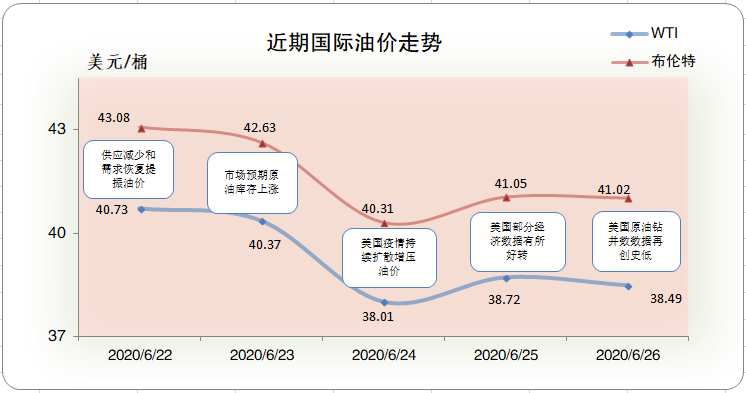 近期国际油价走势
WTI
布伦特
美元/桶
43
40
37
43.08
42.63
40.31
41.05
41.02
供应减少和
需求恢复提
振油价
市场预期原
油库存上涨
美国疫情持
续扩散增压
油价
美国部分经
济数据有所
好转
美国原油钻
井数数据再
创史低
40.73
40.37
38.01
38.72
38.49
2020/6/22
2020/6/23
2020/6/24
2020/6/25
2020/6/26